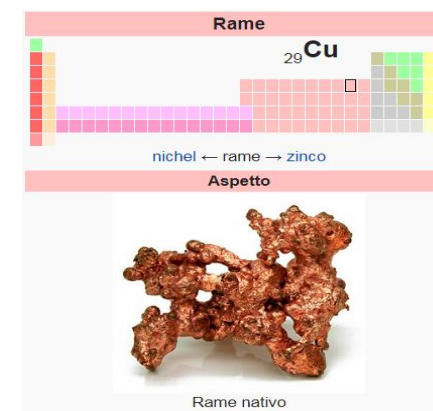 Rame
29Cu
nichel ← rame → zinco
Aspetto
Rame nativo